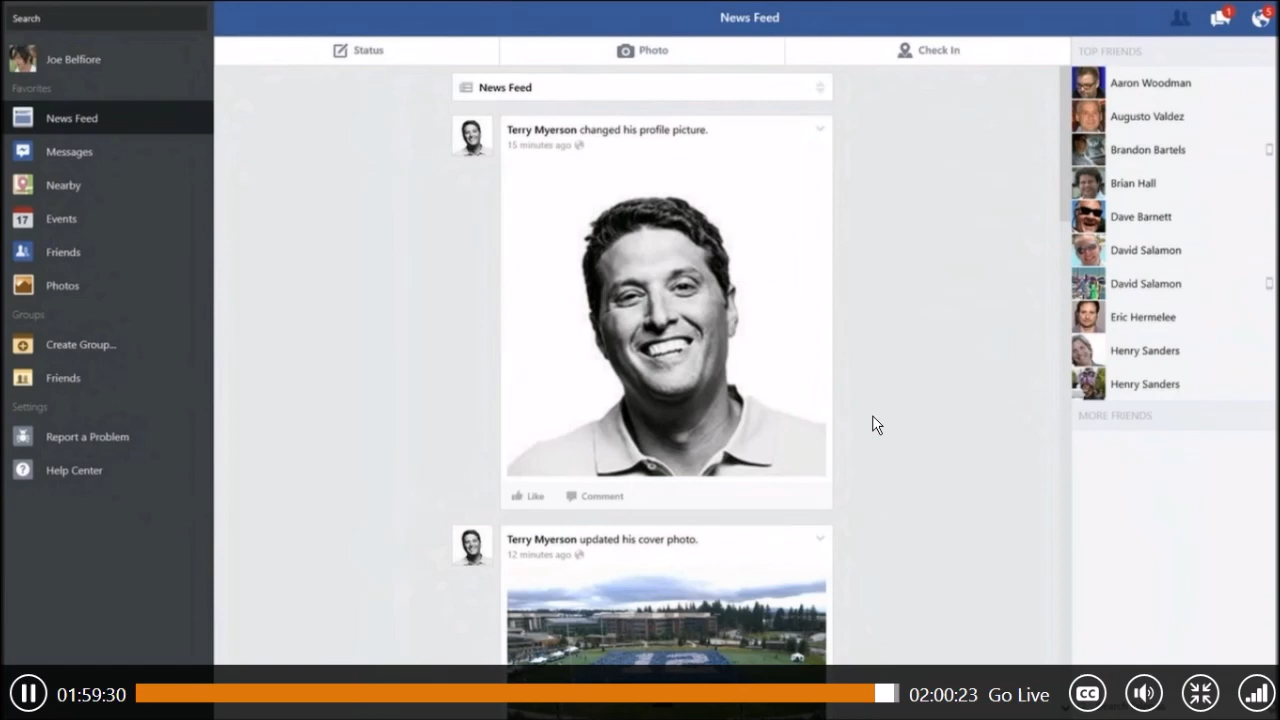 Search
Joe Belfiore
Favorites
News Feed
Messages
Nearby
17
Events
Friends
Photos
Groups
Create Group...
Friends
Settings
Report a Problem
Help Center
News Feed
1
5
Status
Photo
Check In
News Feed
Terry Myerson changed his profile picture.
15 minutes ago
Like
Comment
Terry Myerson updated his cover photo.
12 minutes ago
TOP FRIENDS
Aaron Woodman
Augusto Valdez
Brandon Bartels
Brian Hall
Dave Barnett
David Salamon
David Salamon
Eric Hermelee
Henry Sanders
Henry Sanders
MORE FRIENDS
01:59:30
02:00:23
Go Live
CC